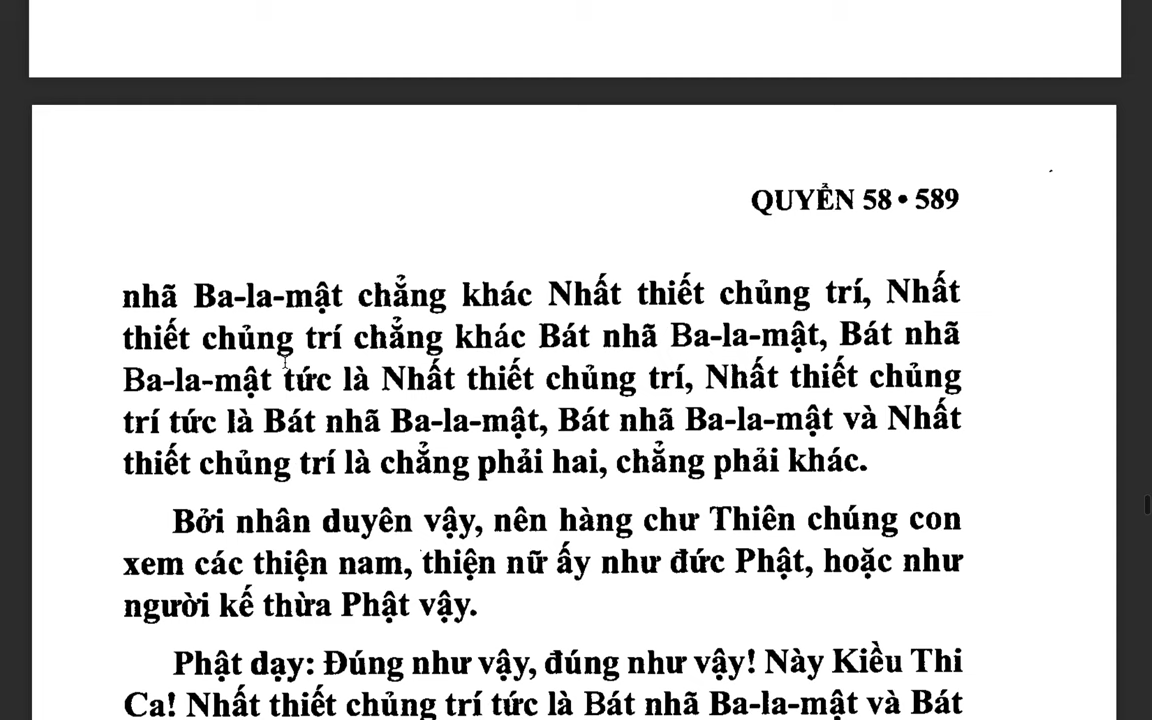 QUYỂN 58 • 589
nhã Ba-la-mật chẳng khác Nhất thiết chủng trí, Nhất
thiết chủng trí chẳng khác Bát nhã Ba-la-mật, Bát nhã
Ba-la-mật tức là Nhất thiết chủng trí, Nhất thiết chủng
trí tức là Bát nhã Ba-la-mật, Bát nhã Ba-la-mật và Nhất
thiết chủng trí là chẳng phải hai, chẳng phải khác.
Bởi nhân duyên vậy, nên hàng chư Thiên chúng con
xem các thiện nam, thiện nữ ấy như đức Phật, hoặc như
người kế thừa Phật vậy.
Phật dạy: Đúng như vậy, đúng như vậy! Này Kiều Thi
Ca! Nhất thiết chủng trí tức là Bát nhã Ba-la-mật và Bát